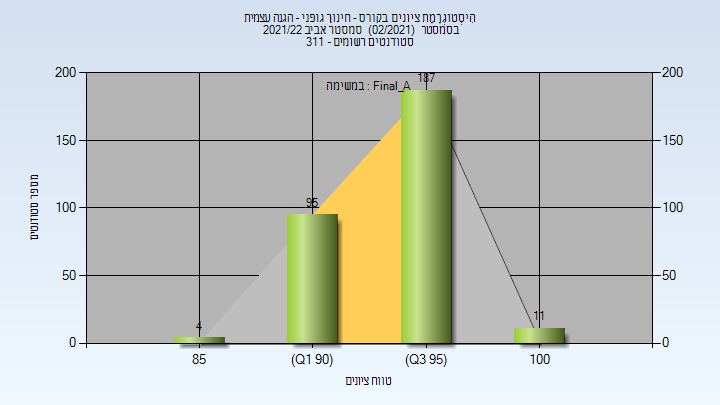 היסטוגרמת ציונים בקורס - חינוך גופני - הגנה עצמית
בסמסטר (02/2021) סמסטר אביב 2021/22
סטודנטים רשומים - 311
במשימה : Final_A
200
150
100
50
0
200
150
100
50
0
4
95
187
11
85
(Q1 90)
(Q3 95)
100
מספר סטודנטים
טווח ציונים